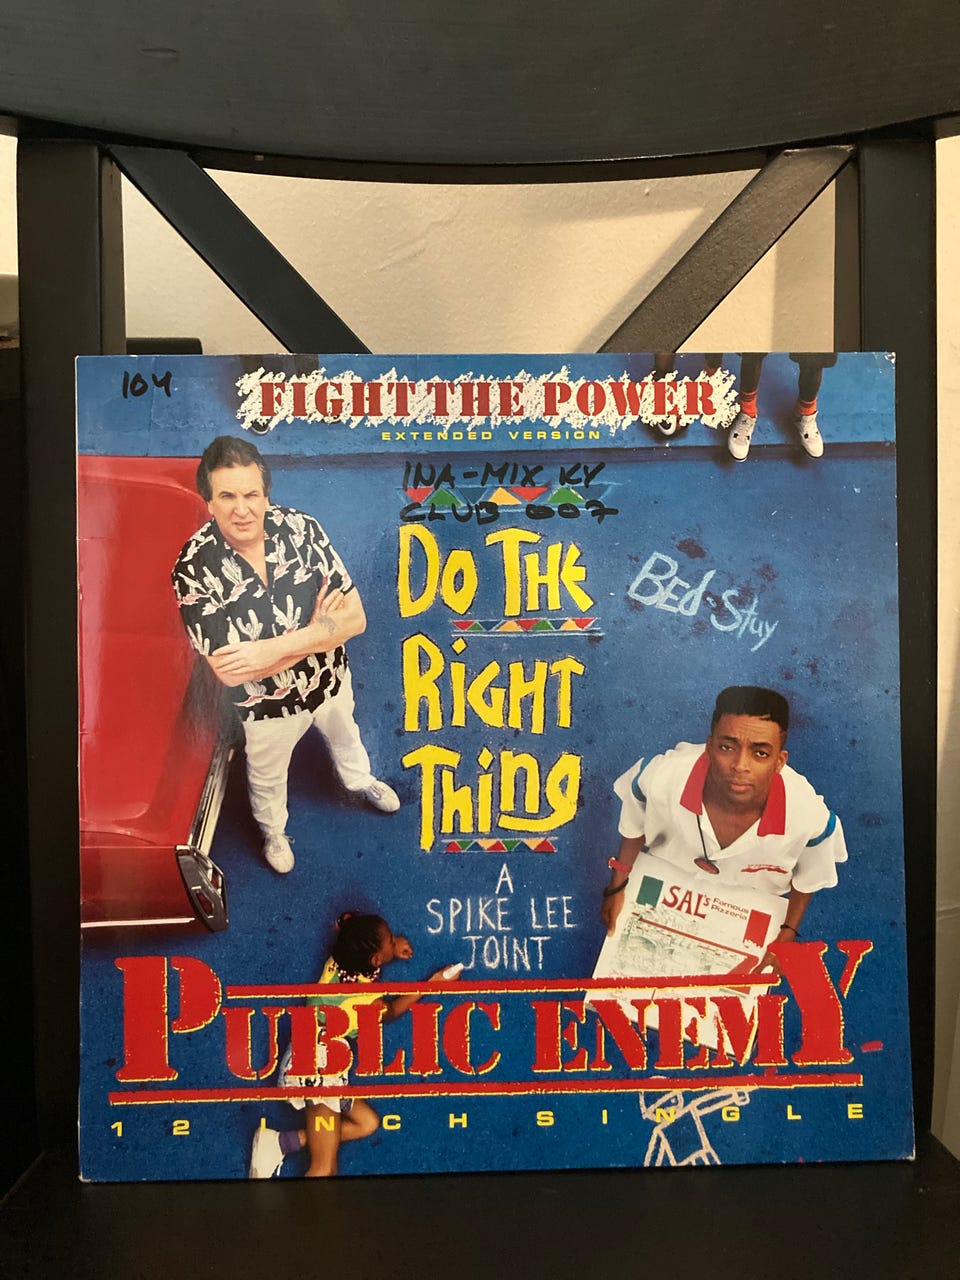 104
FIGHT THE POWER
EXTENDED VERSION
INA-MIX KY
CLUB 007
DO THE
RiGHT
Thing
BEd-Stuy
A
SPIKE LEE
JOINT
SAL's Famous
Pizzeria
PUBLIC ENEMY
12 INCH SINGLE